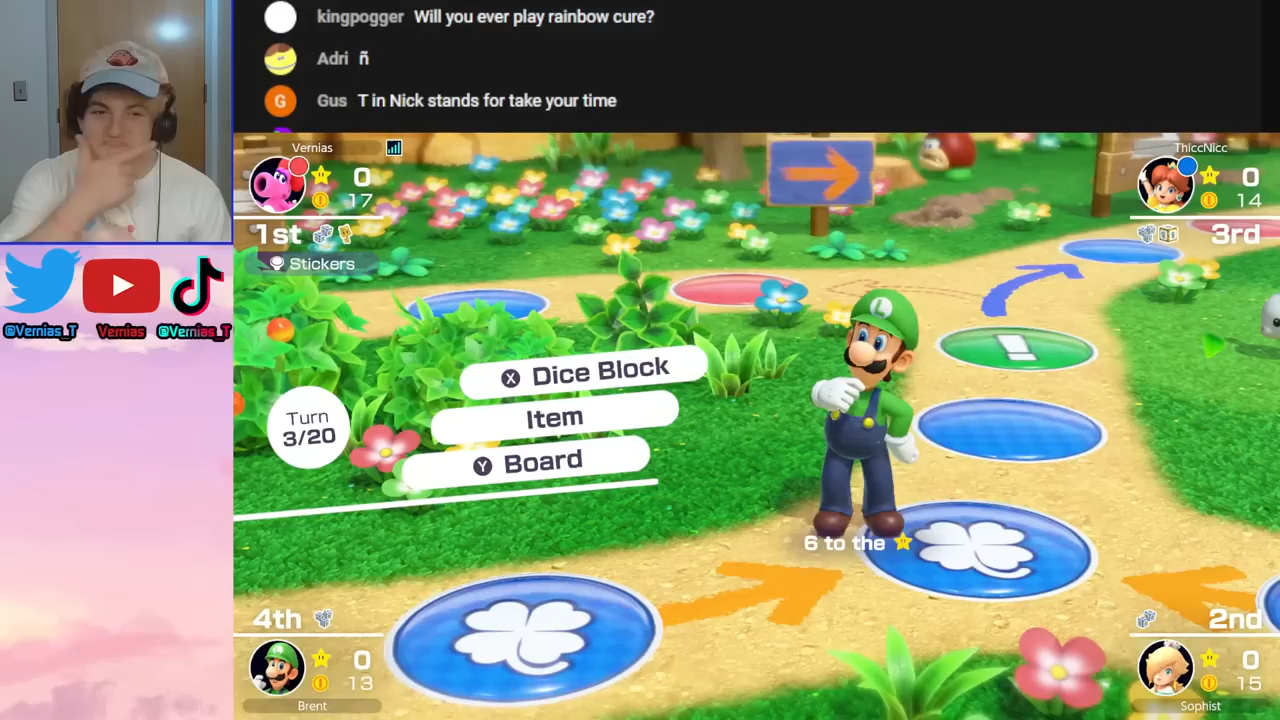 kingpogger Will you ever play rainbow cure?
Adri ñ
Gus T in Nick stands for take your time
G
Vernias
0
17
1st
Stickers
ThiccNicc
0
14
3rd
@Vernias_T Vernias @Vernias_T
X Dice Block
Item
Y Board
Turn
3/20
L
!
6 to the
4th
0
13
Brent
2nd
0
15
Sophist